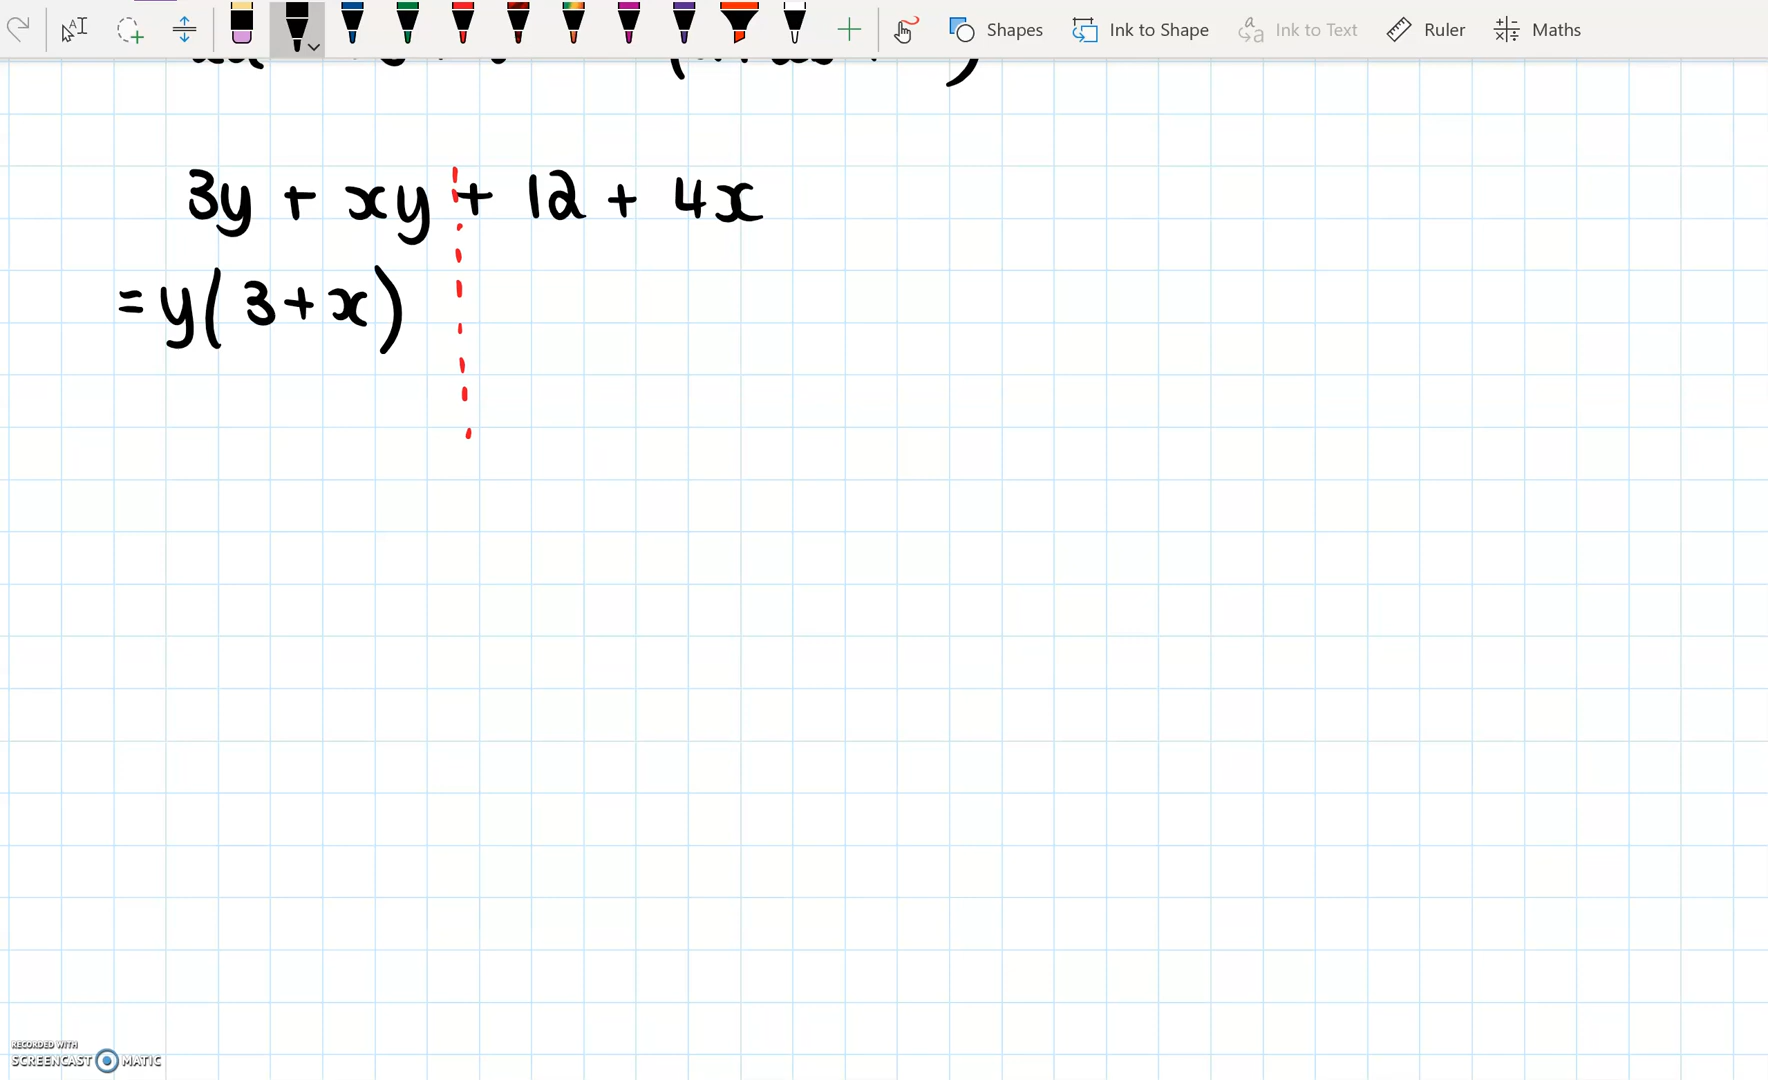 Shapes Ink to Shape Ink to Text Ruler Maths
3y + xy + 12 + 4x
= y(3+x)
RECORDED WITH
SCREENCAST MATIC